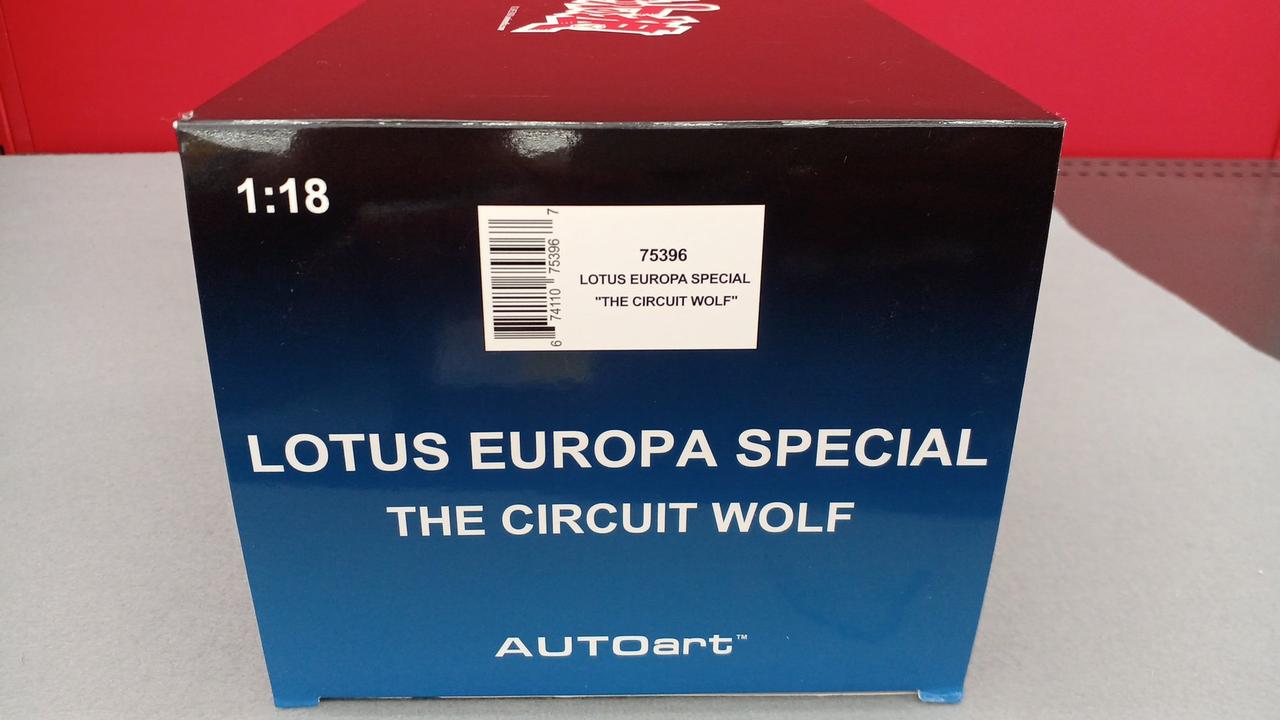 1:18
6 74110 75396 7
75396
LOTUS EUROPA SPECIAL
"THE CIRCUIT WOLF"
LOTUS EUROPA SPECIAL
THE CIRCUIT WOLF
AUTOart™